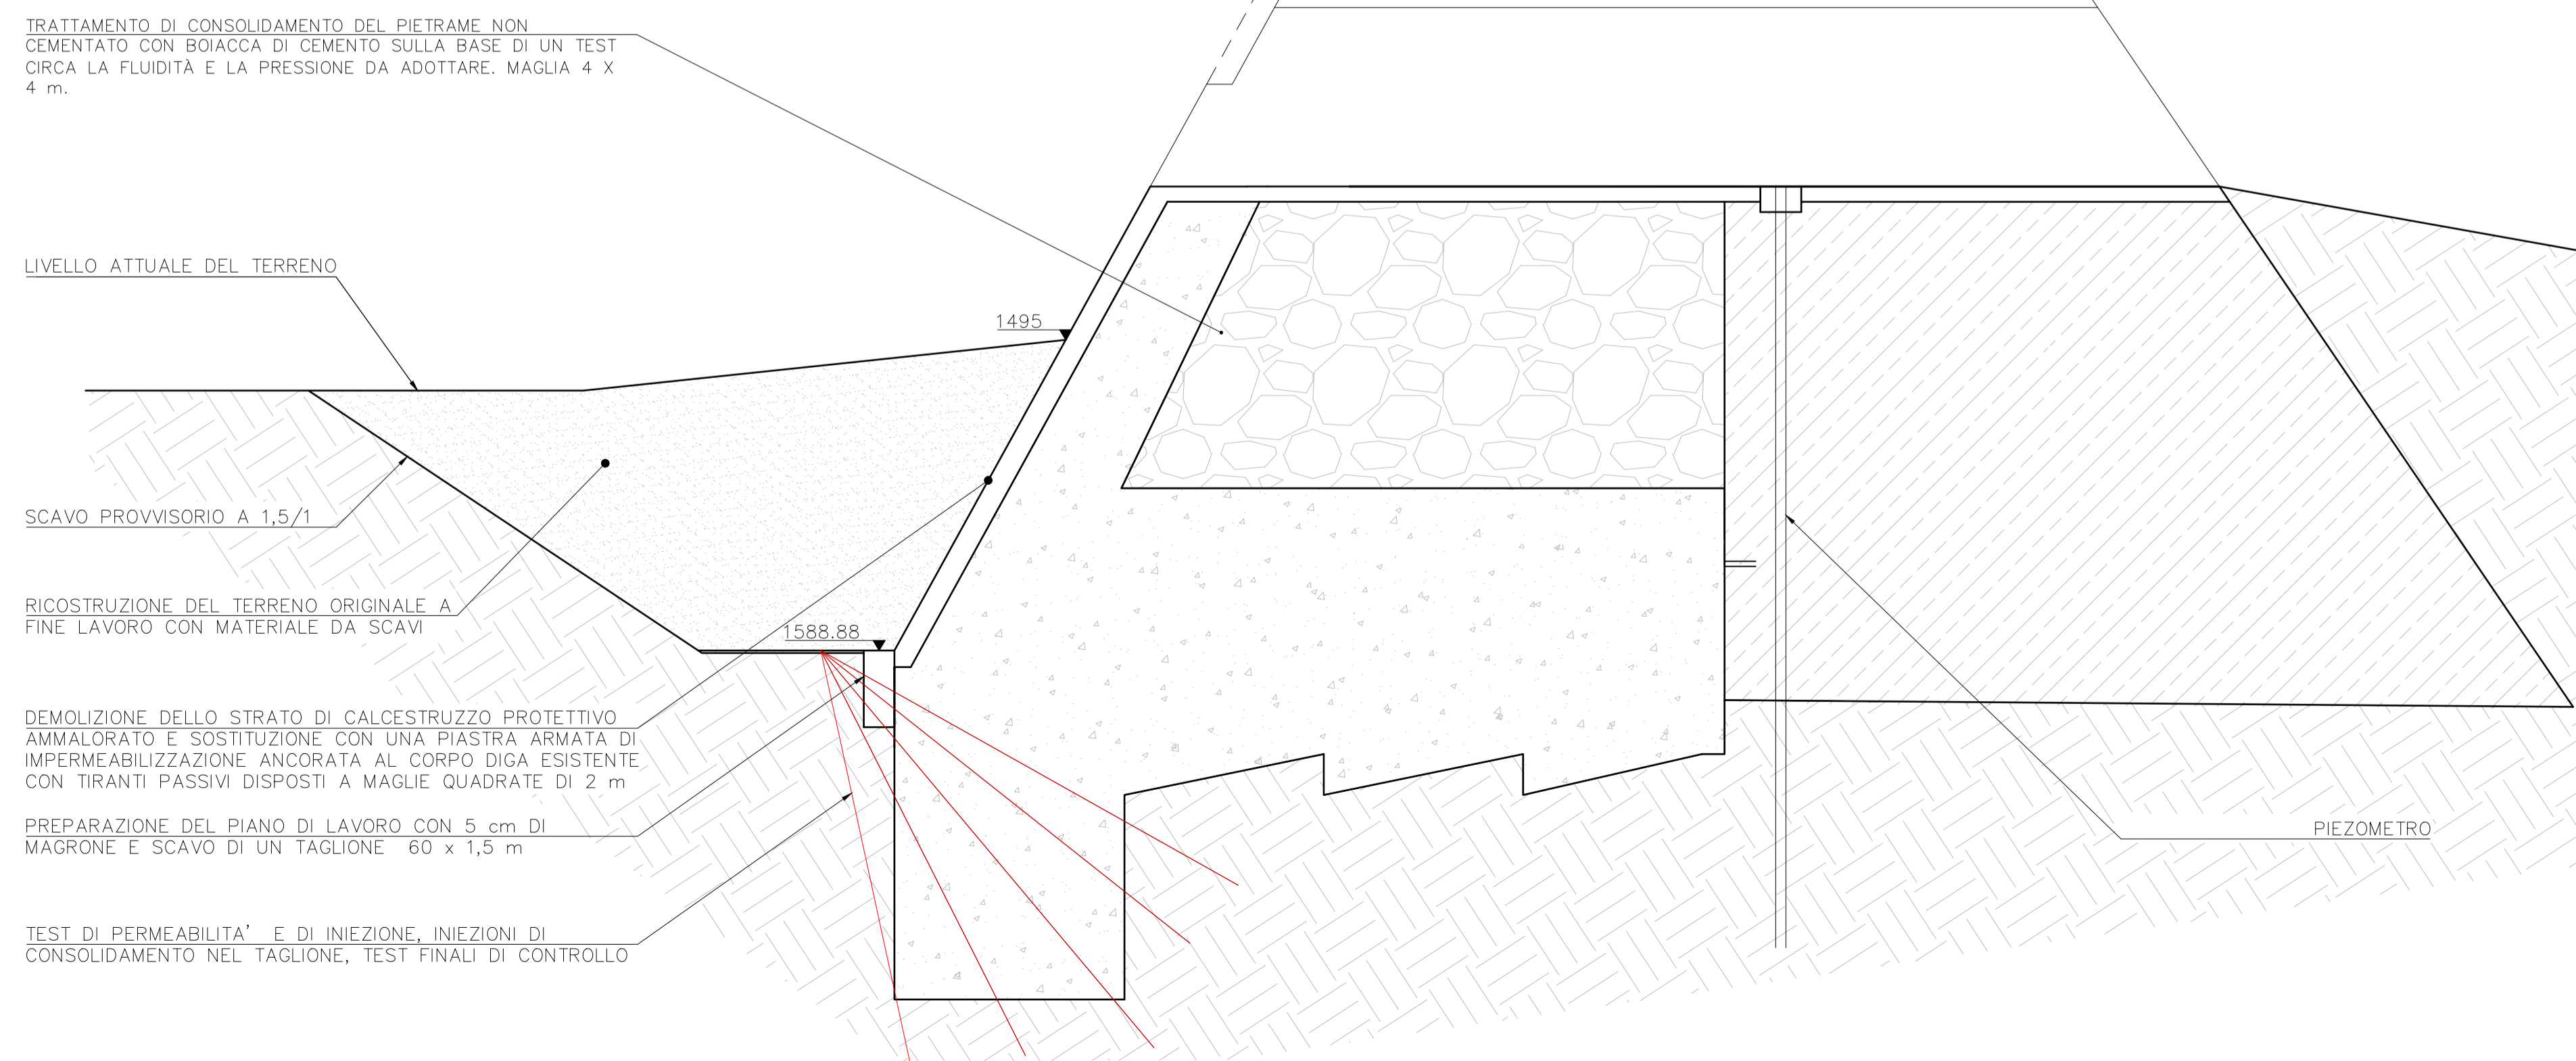 TRATTAMENTO DI CONSOLIDAMENTO DEL PIETRAME NON
CEMENTATO CON BOIACCA DI CEMENTO SULLA BASE DI UN TEST
CIRCA LA FLUIDITÀ E LA PRESSIONE DA ADOTTARE. MAGLIA 4 X
4 m.
LIVELLO ATTUALE DEL TERRENO
1495
SCAVO PROVVISORIO A 1,5/1
RICOSTRUZIONE DEL TERRENO ORIGINALE A
FINE LAVORO CON MATERIALE DA SCAVI
1588.88
DEMOLIZIONE DELLO STRATO DI CALCESTRUZZO PROTETTIVO
AMMALORATO E SOSTITUZIONE CON UNA PIASTRA ARMATA DI
IMPERMEABILIZZAZIONE ANCORATA AL CORPO DIGA ESISTENTE
CON TIRANTI PASSIVI DISPOSTI A MAGLIE QUADRATE DI 2 m
PREPARAZIONE DEL PIANO DI LAVORO CON 5 cm DI
MAGRONE E SCAVO DI UN TAGLIONE 60 x 1,5 m
PIEZOMETRO
TEST DI PERMEABILITA' E DI INIEZIONE, INIEZIONI DI
CONSOLIDAMENTO NEL TAGLIONE, TEST FINALI DI CONTROLLO